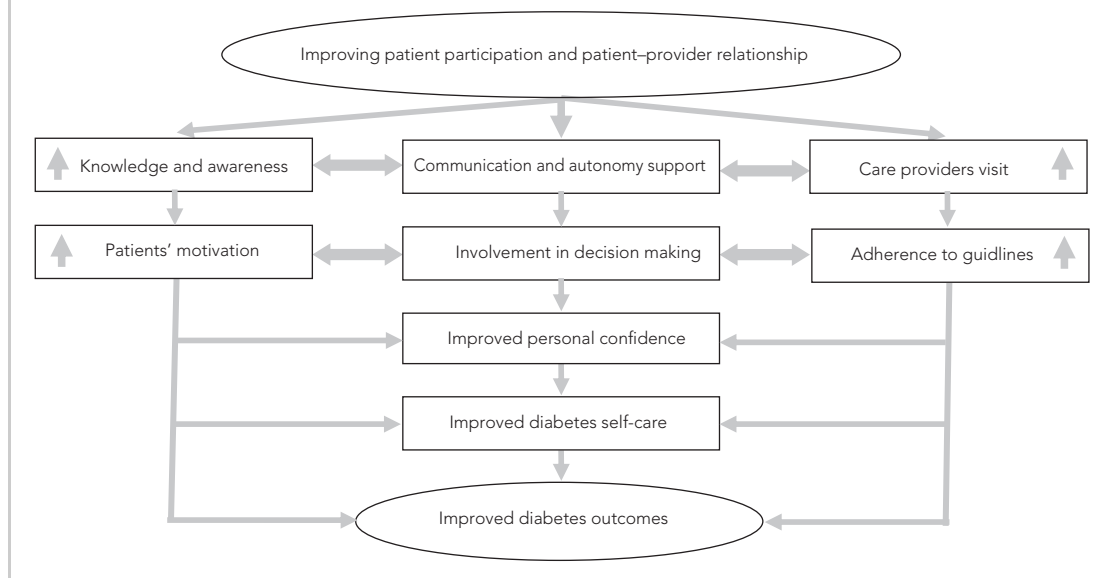 Improving patient participation and patient–provider relationship
Knowledge and awareness
Communication and autonomy support
Care providers visit
Patients’ motivation
Involvement in decision making
Adherence to guidlines
Improved personal confidence
Improved diabetes self-care
Improved diabetes outcomes